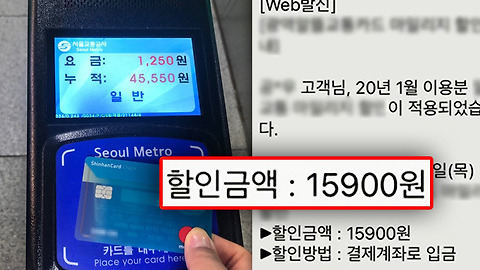 서울교통공사
Seoul Metro
요 금: 1,250원
누 적: 45,550원
일 반
Seoul Metro
ShinhanCard
카드를
Place your card here
할인금액 : 15900원
[Web발신]
고객님, 20년 1월 이용분
이 적용되었습
다.
일(목)
▶할인금액 : 15900원
▶할인방법 : 결제계좌로 입금